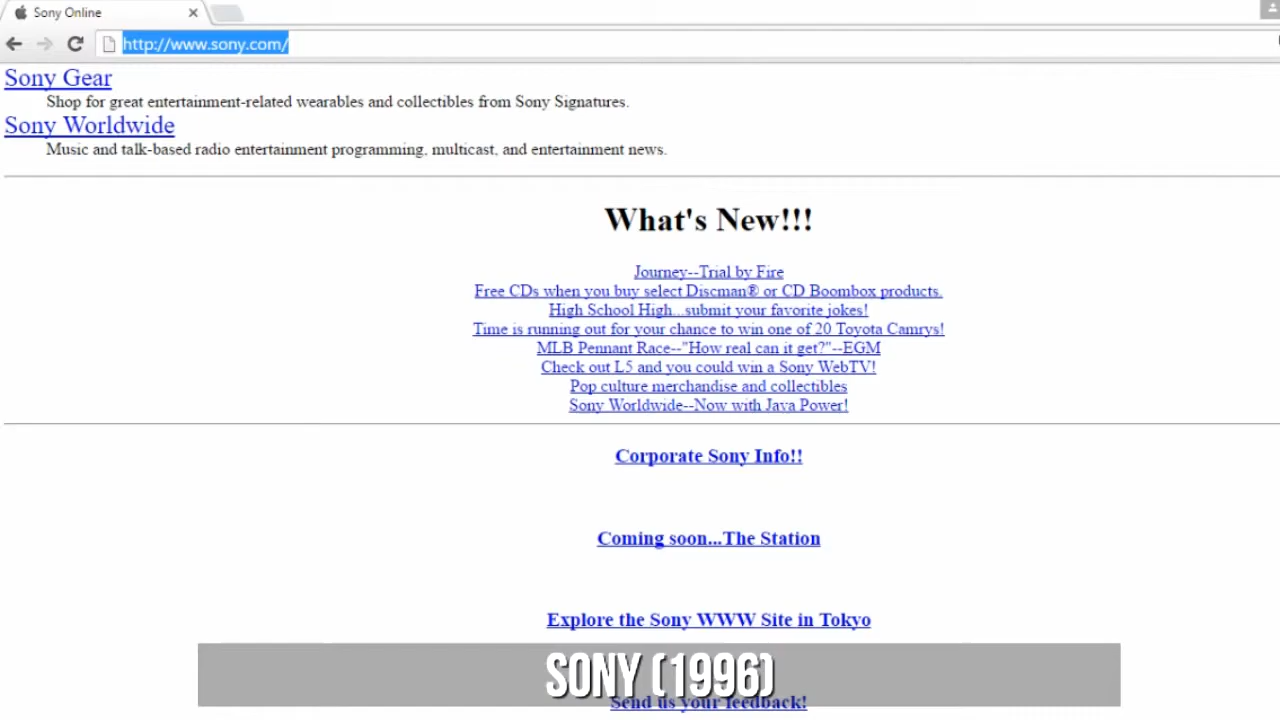 Sony Online
http://www.sony.com/
Sony Gear
Shop for great entertainment-related wearables and collectibles from Sony Signatures.
Sony Worldwide
Music and talk-based radio entertainment programming, multicast, and entertainment news.
What's New!!!
Journey--Trial by Fire
Free CDs when you buy select Discman® or CD Boombox products.
High School High...submit your favorite jokes!
Time is running out for your chance to win one of 20 Toyota Camrys!
MLB Pennant Race--"How real can it get?"--EGM
Check out L5 and you could win a Sony WebTV!
Pop culture merchandise and collectibles
Sony Worldwide--Now with Java Power!
Corporate Sony Info!!
Coming soon...The Station
Explore the Sony WWW Site in Tokyo
SONY (1996)
Send us your feedback!